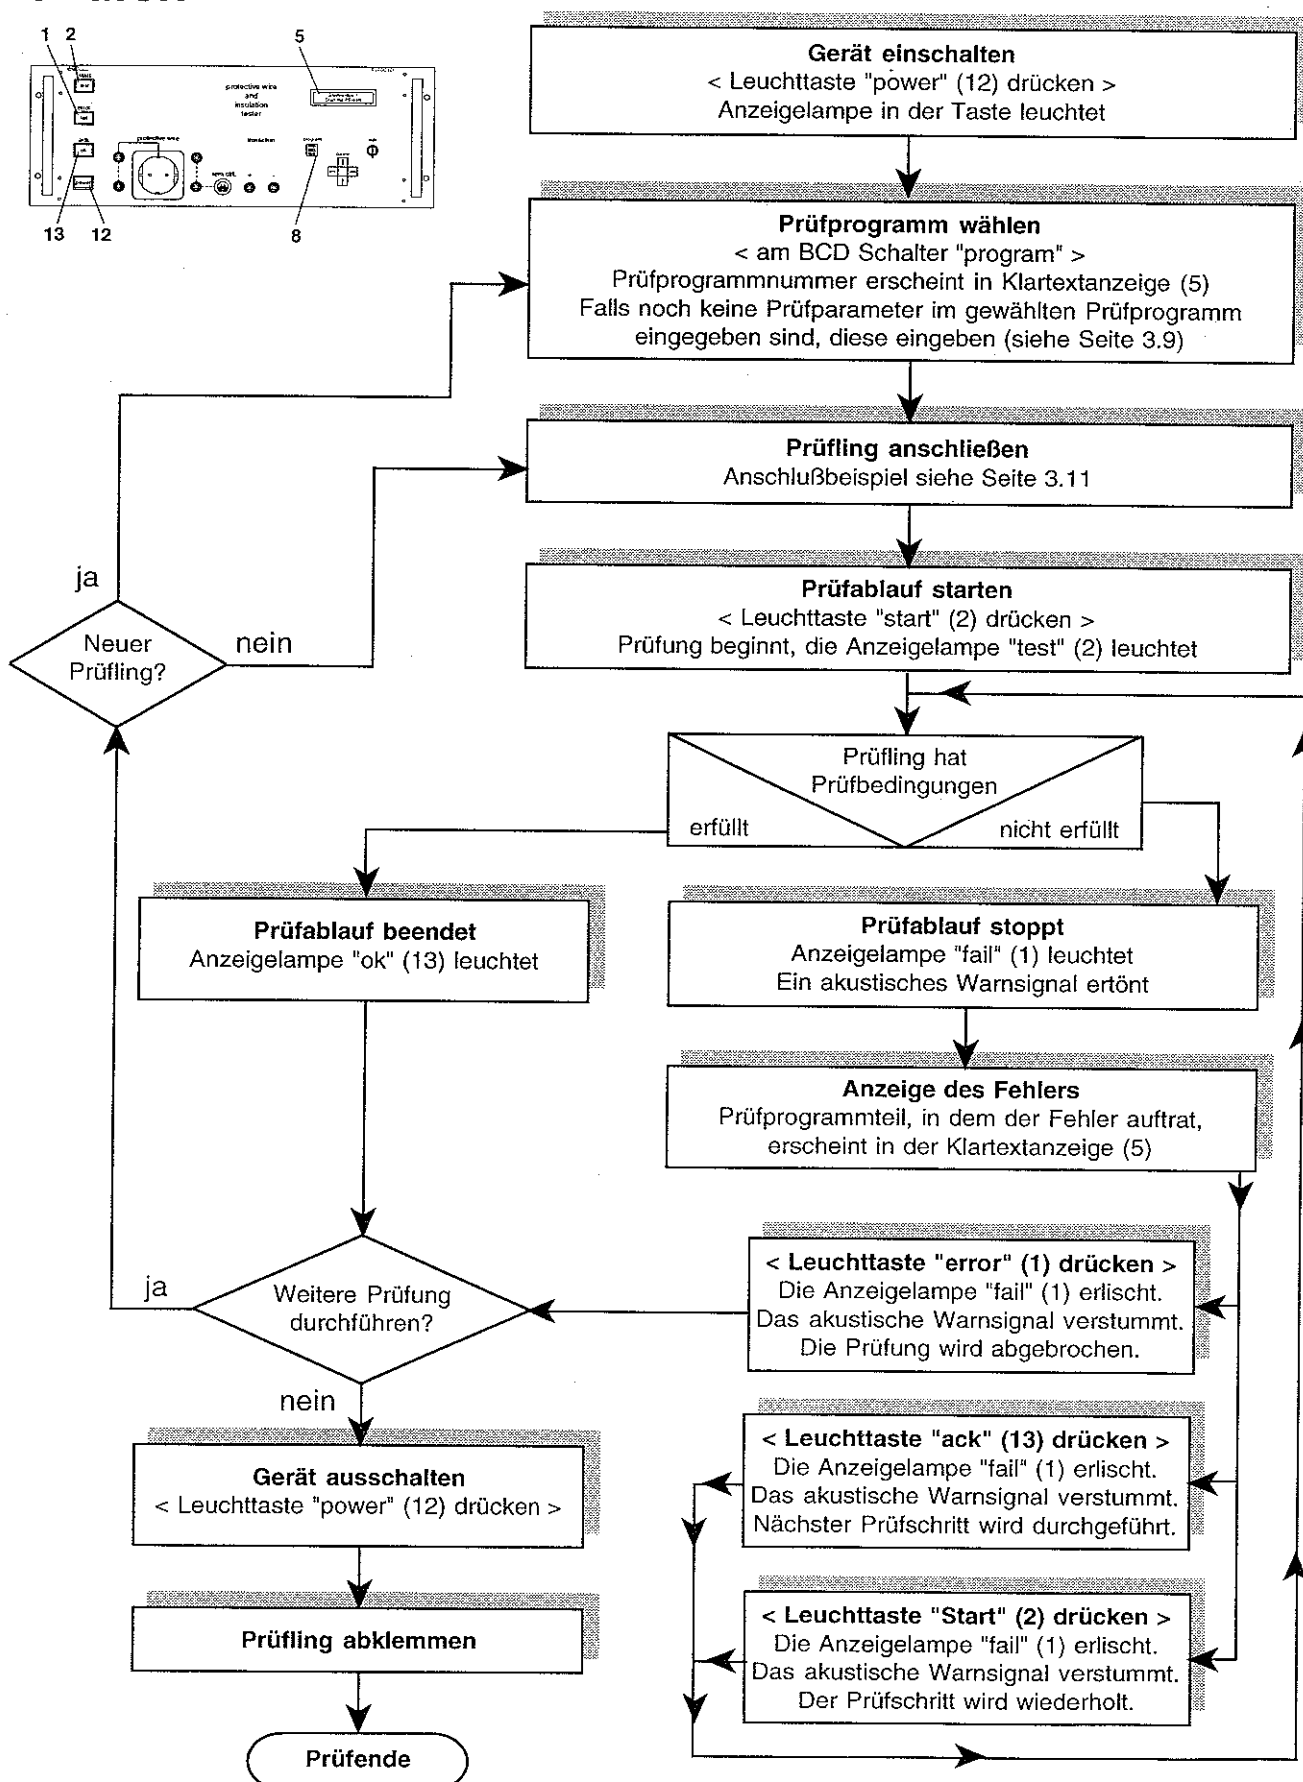 1 2
5
protective wire
and
insulation
tester
protective wire
insulation
program
13
12
8
Gerät einschalten
< Leuchttaste "power" (12) drücken >
Anzeigelampe in der Taste leuchtet
Prüfprogramm wählen
< am BCD Schalter "program" >
Prüfprogrammnummer erscheint in Klartextanzeige (5)
Falls noch keine Prüfparameter im gewählten Prüfprogramm
eingegeben sind, diese eingeben (siehe Seite 3.9)
Prüfling anschließen
Anschlußbeispiel siehe Seite 3.11
Prüfablauf starten
< Leuchttaste "start" (2) drücken >
Prüfung beginnt, die Anzeigelampe "test" (2) leuchtet
ja
Neuer
Prüfling?
nein
Prüfling hat
Prüfbedingungen
erfüllt
nicht erfüllt
Prüfablauf beendet
Anzeigelampe "ok" (13) leuchtet
Prüfablauf stoppt
Anzeigelampe "fail" (1) leuchtet
Ein akustisches Warnsignal ertönt
Anzeige des Fehlers
Prüfprogrammteil, in dem der Fehler auftrat,
erscheint in der Klartextanzeige (5)
< Leuchttaste "error" (1) drücken >
Die Anzeigelampe "fail" (1) erlischt.
Das akustische Warnsignal verstummt.
Die Prüfung wird abgebrochen.
ja
Weitere Prüfung
durchführen?
nein
Gerät ausschalten
< Leuchttaste "power" (12) drücken >
< Leuchttaste "ack" (13) drücken >
Die Anzeigelampe "fail" (1) erlischt.
Das akustische Warnsignal verstummt.
Nächster Prüfschritt wird durchgeführt.
Prüfling abklemmen
< Leuchttaste "Start" (2) drücken >
Die Anzeigelampe "fail" (1) erlischt.
Das akustische Warnsignal verstummt.
Der Prüfschritt wird wiederholt.
Prüfende